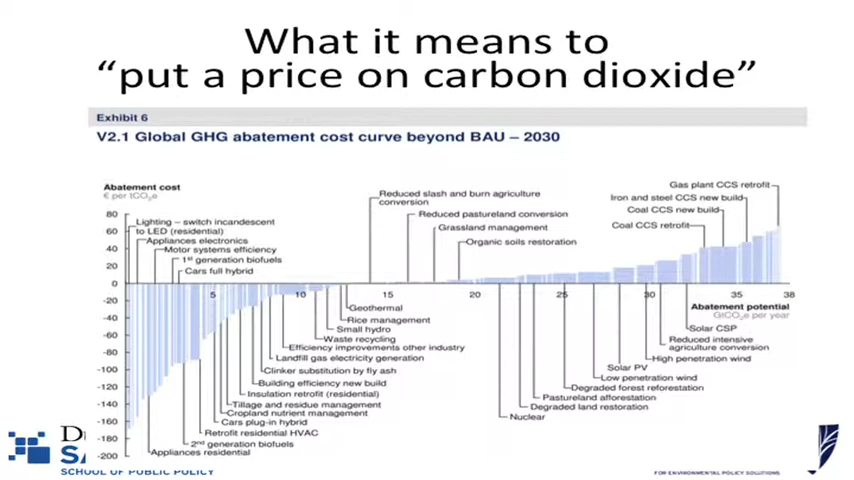 What it means to
“put a price on carbon dioxide”
Exhibit 6
V2.1 Global GHG abatement cost curve beyond BAU – 2030
Abatement cost
€ per tCO₂e
80
60
40
20
0
-20
-40
-60
-80
-100
-120
-140
-160
-180
-200
Lighting – switch incandescent
to LED (residential)
Appliances electronics
Motor systems efficiency
1st generation biofuels
Cars full hybrid
Reduced slash and burn agriculture
conversion
Reduced pastureland conversion
Grassland management
Organic soils restoration
Gas plant CCS retrofit
Iron and steel CCS new build
Coal CCS new build
Coal CCS retrofit
5
10
15
20
25
30
35
38
Abatement potential
GtCO₂e per year
Geothermal
Rice management
Small hydro
Waste recycling
Efficiency improvements other industry
Landfill gas electricity generation
Clinker substitution by fly ash
Building efficiency new build
Insulation retrofit (residential)
Tillage and residue management
Cropland nutrient management
Cars plug-in hybrid
Retrofit residential HVAC
2nd generation biofuels
Appliances residential
Solar CSP
Reduced intensive
agriculture conversion
High penetration wind
Solar PV
Low penetration wind
Degraded forest reforestation
Pastureland afforestation
Degraded land restoration
Nuclear
D
SA
SCHOOL OF PUBLIC POLICY
FOR ENVIRONMENTAL POLICY SOLUTIONS